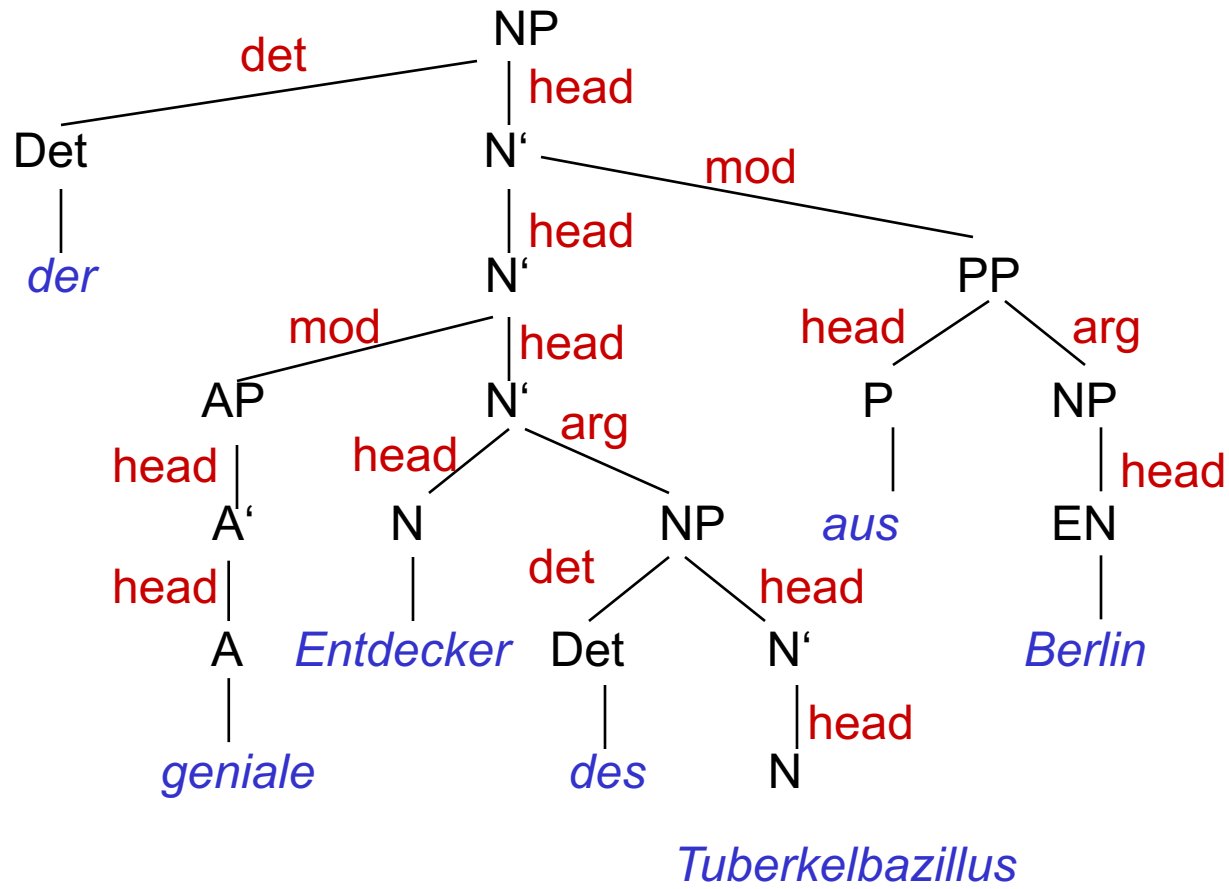 NP
det
head
Det N‘ mod
head
der N‘ PP
mod head head arg
AP N‘ P NP
head head arg head
A‘ N NP aus EN
head det head
A Entdecker Det N‘ Berlin
head
geniale des N
Tuberkelbazillus